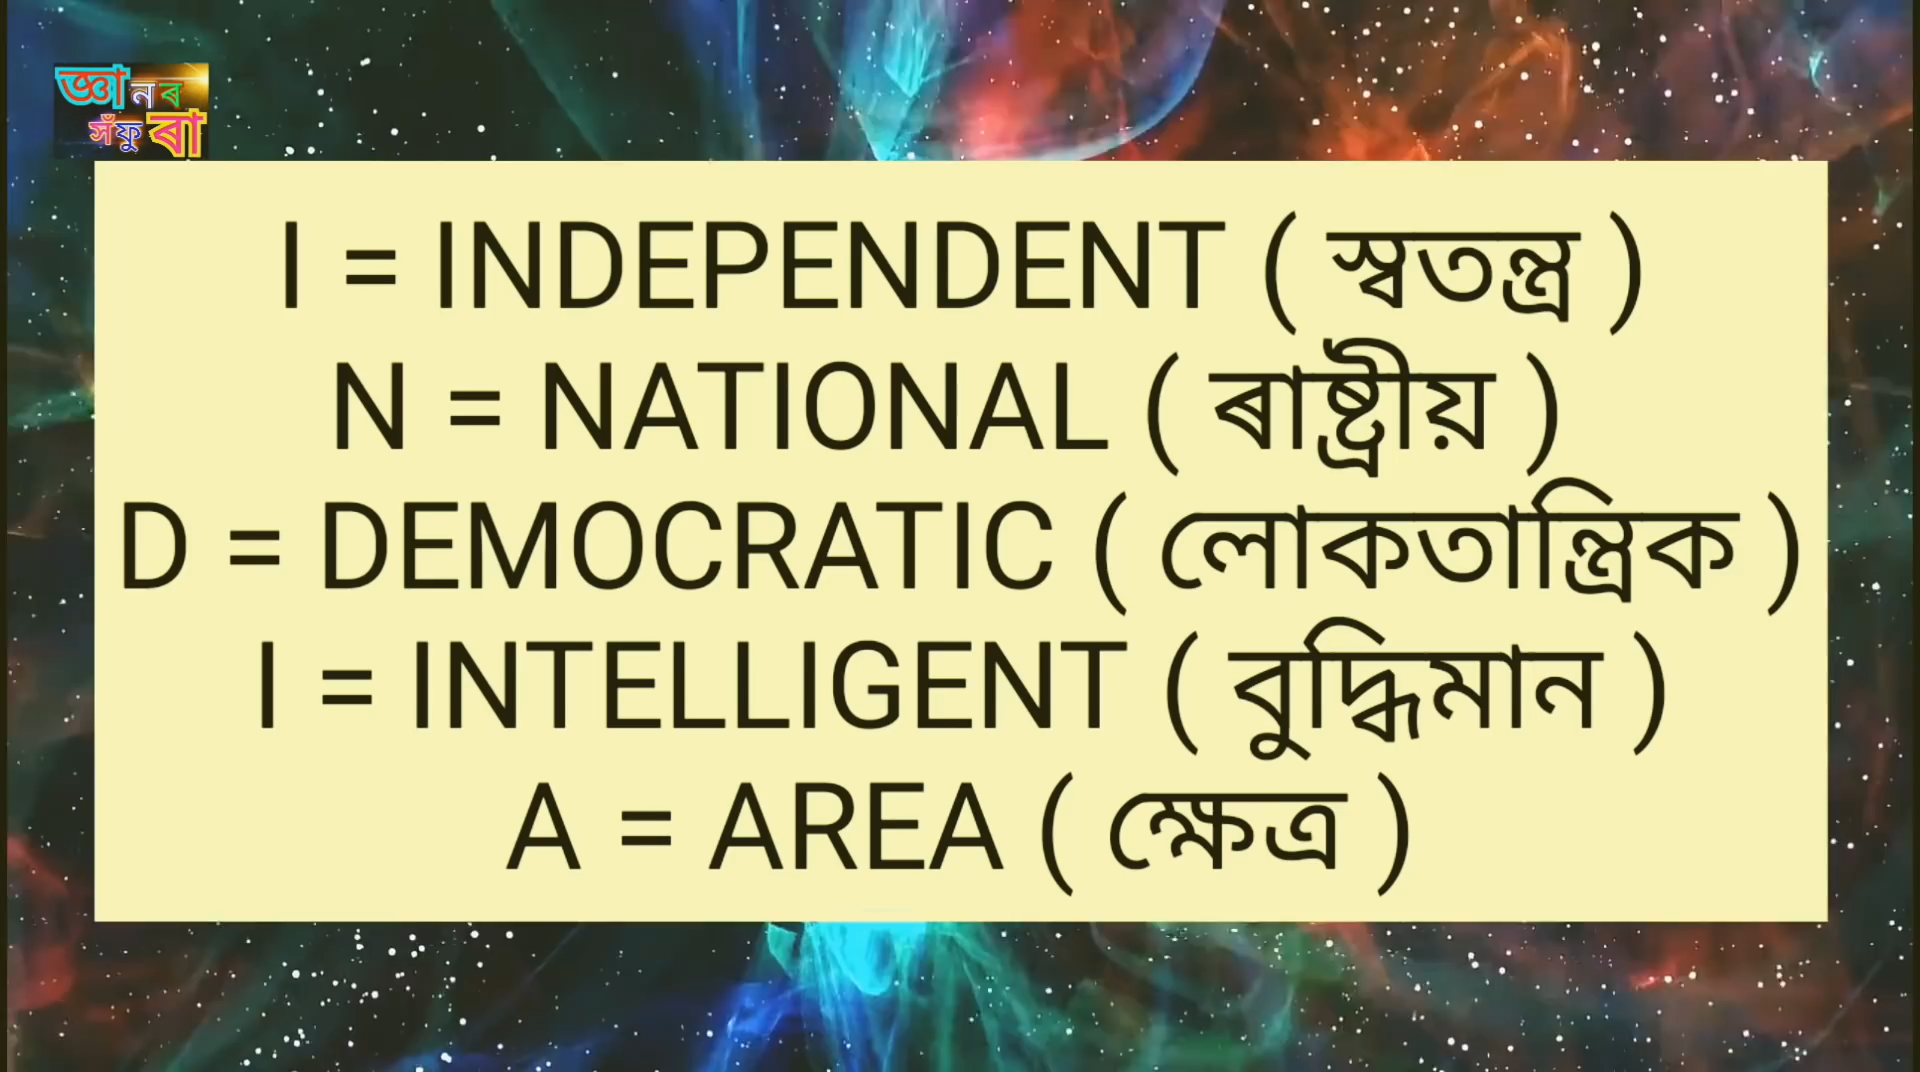 জ্ঞানৰ
সঁফুৰা
I = INDEPENDENT ( স্বতন্ত্ৰ )
N = NATIONAL ( ৰাষ্ট্ৰীয় )
D = DEMOCRATIC ( লোকতান্ত্ৰিক )
I = INTELLIGENT ( বুদ্ধিমান )
A = AREA ( ক্ষেত্ৰ )